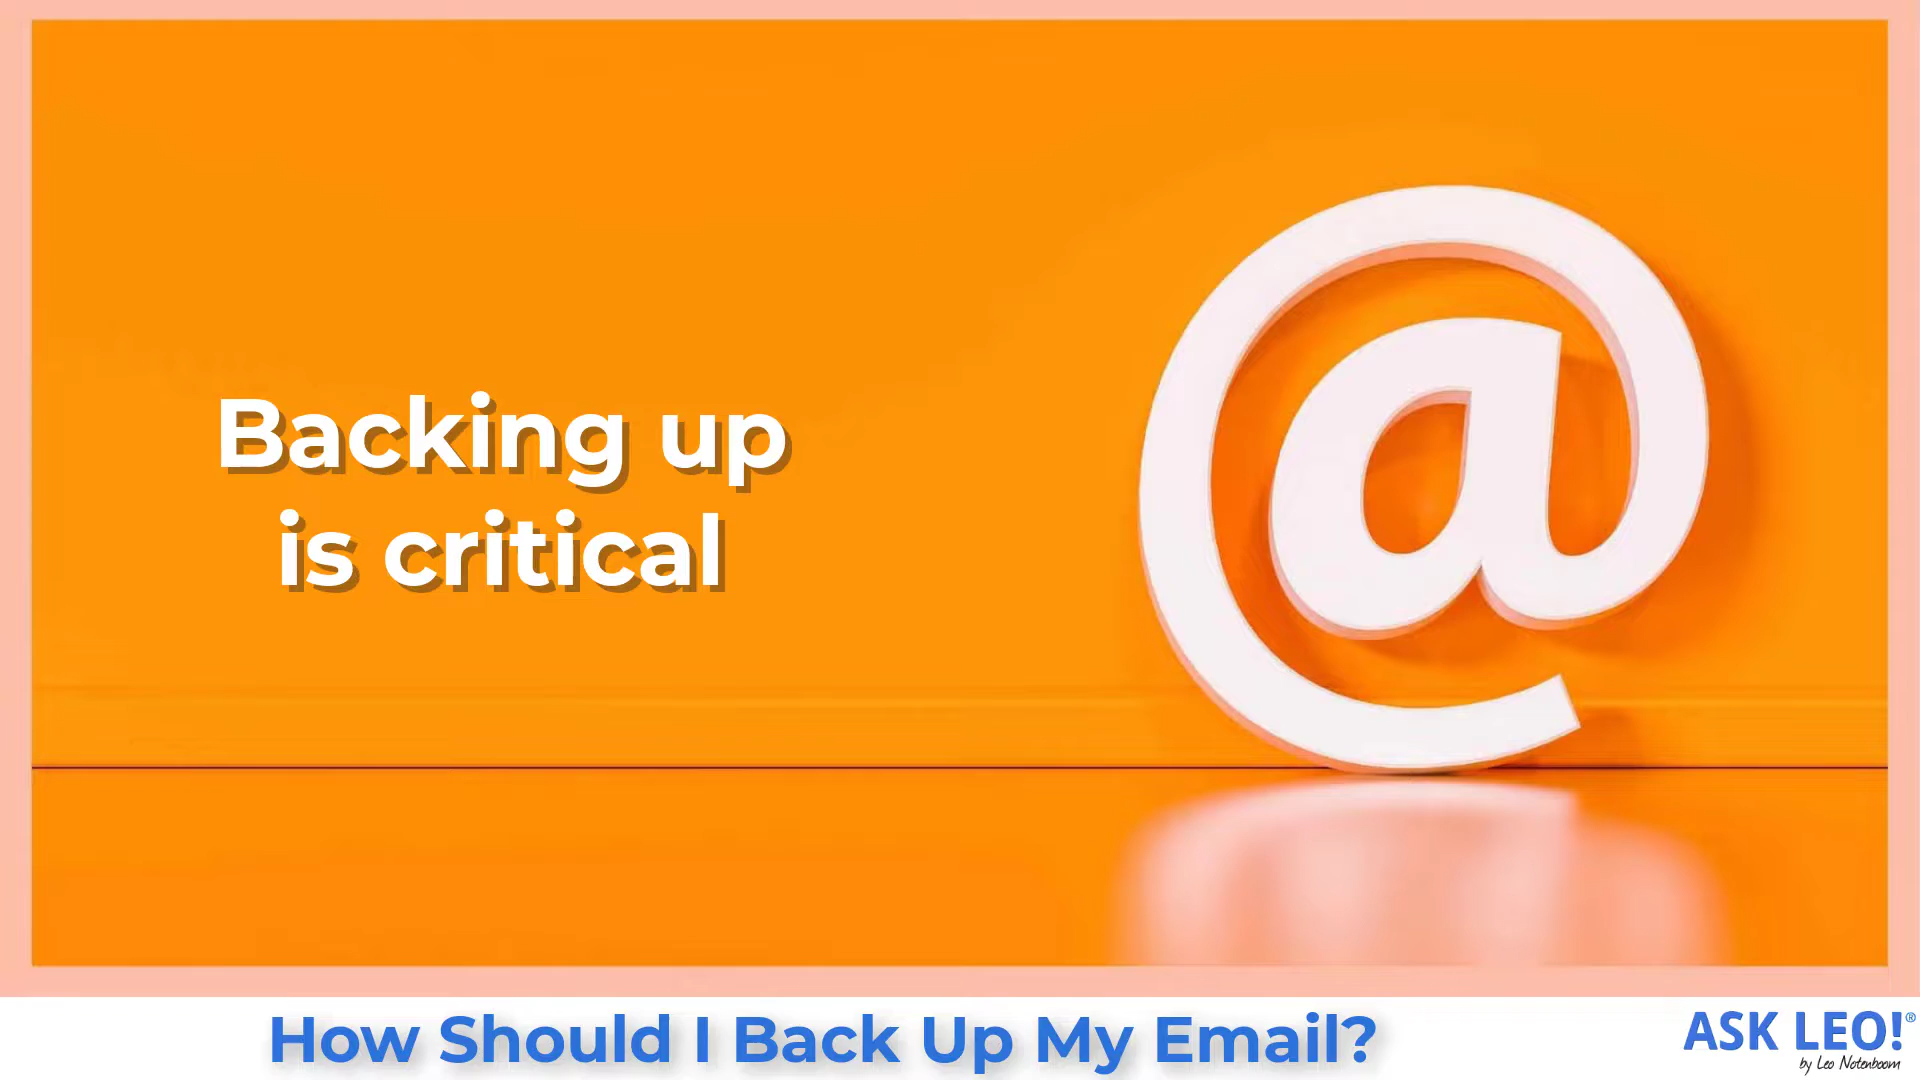 @
Backing up
is critical
How Should I Back Up My Email?
ASK LEO!®
by Leo Notenboom